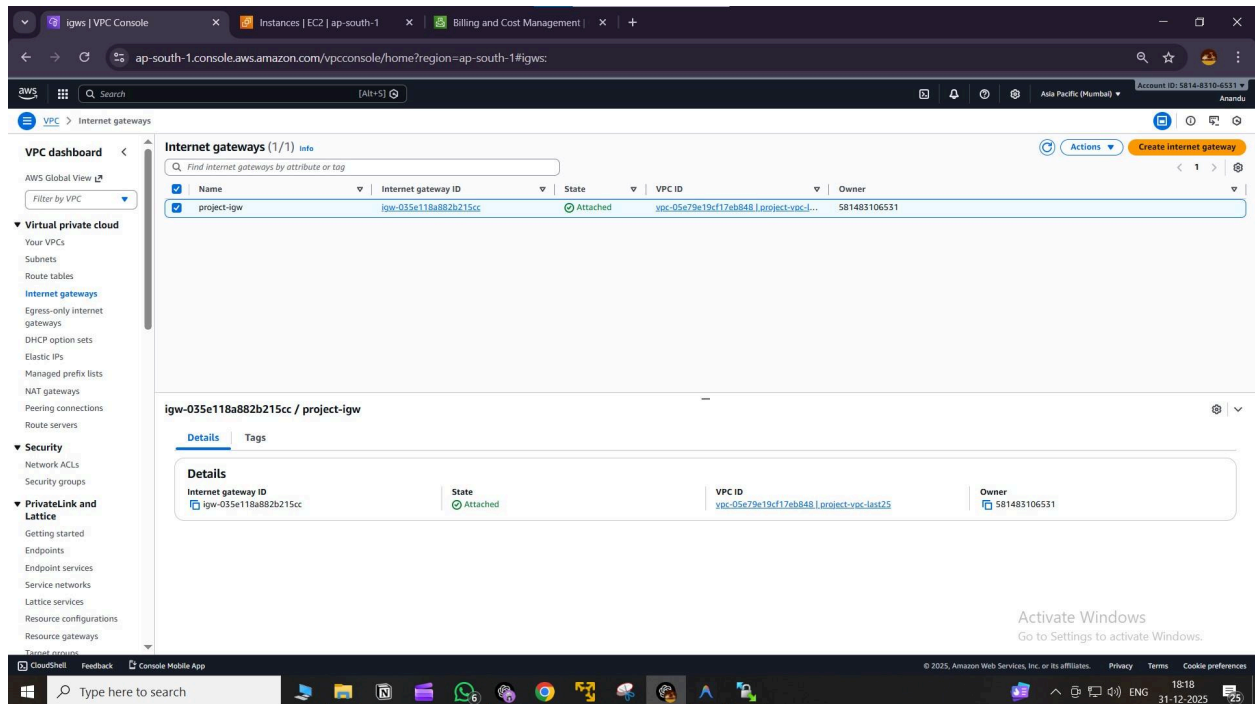 igws | VPC Console
Instances | EC2 | ap-south-1
Billing and Cost Management |
ap-south-1.console.aws.amazon.com/vpcconsole/home?region=ap-south-1#igws:
aws
Search
[Alt+S]
Asia Pacific (Mumbai)
Account ID: 5814-8310-6531
Anandu
VPC > Internet gateways
VPC dashboard
AWS Global View
Filter by VPC
Virtual private cloud
Your VPCs
Subnets
Route tables
Internet gateways
Egress-only internet
gateways
DHCP option sets
Elastic IPs
Managed prefix lists
NAT gateways
Peering connections
Route servers
Security
Network ACLs
Security groups
PrivateLink and
Lattice
Getting started
Endpoints
Endpoint services
Service networks
Lattice services
Resource configurations
Resource gateways
Target groups
Internet gateways (1/1) Info
Actions
Create internet gateway
Find internet gateways by attribute or tag
1
Name Internet gateway ID State VPC ID Owner
project-igw igw-035e118a882b215cc Attached vpc-05e79e19cf17eb848 | project-vpc-l... 581483106531
igw-035e118a882b215cc / project-igw
Details Tags
Details
Internet gateway ID State VPC ID Owner
igw-035e118a882b215cc Attached vpc-05e79e19cf17eb848 | project-vpc-last25 581483106531
Activate Windows
Go to Settings to activate Windows.
CloudShell Feedback Console Mobile App
© 2025, Amazon Web Services, Inc. or its affiliates. Privacy Terms Cookie preferences
Type here to search
6
ENG
18:18
31-12-2025
25